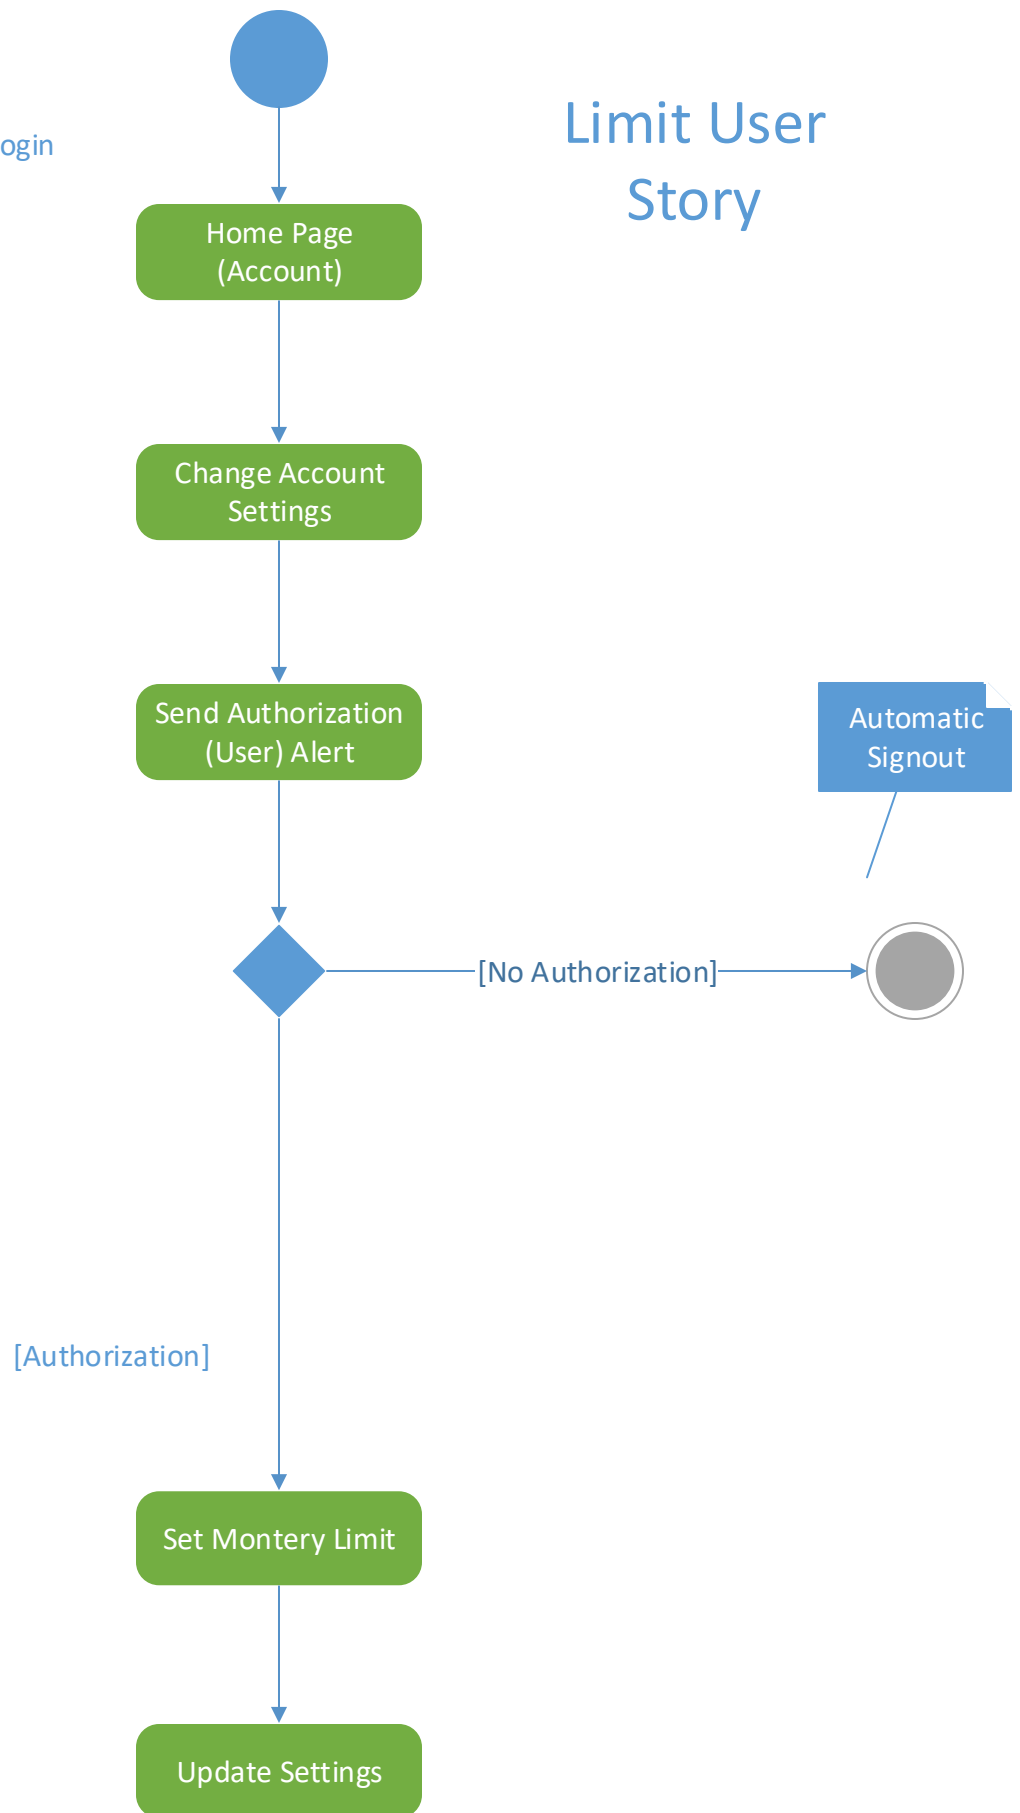 Limit User
Story
ogin
Home Page
(Account)
Change Account
Settings
Send Authorization
(User) Alert
Automatic
Signout
[No Authorization]
[Authorization]
Set Montery Limit
Update Settings